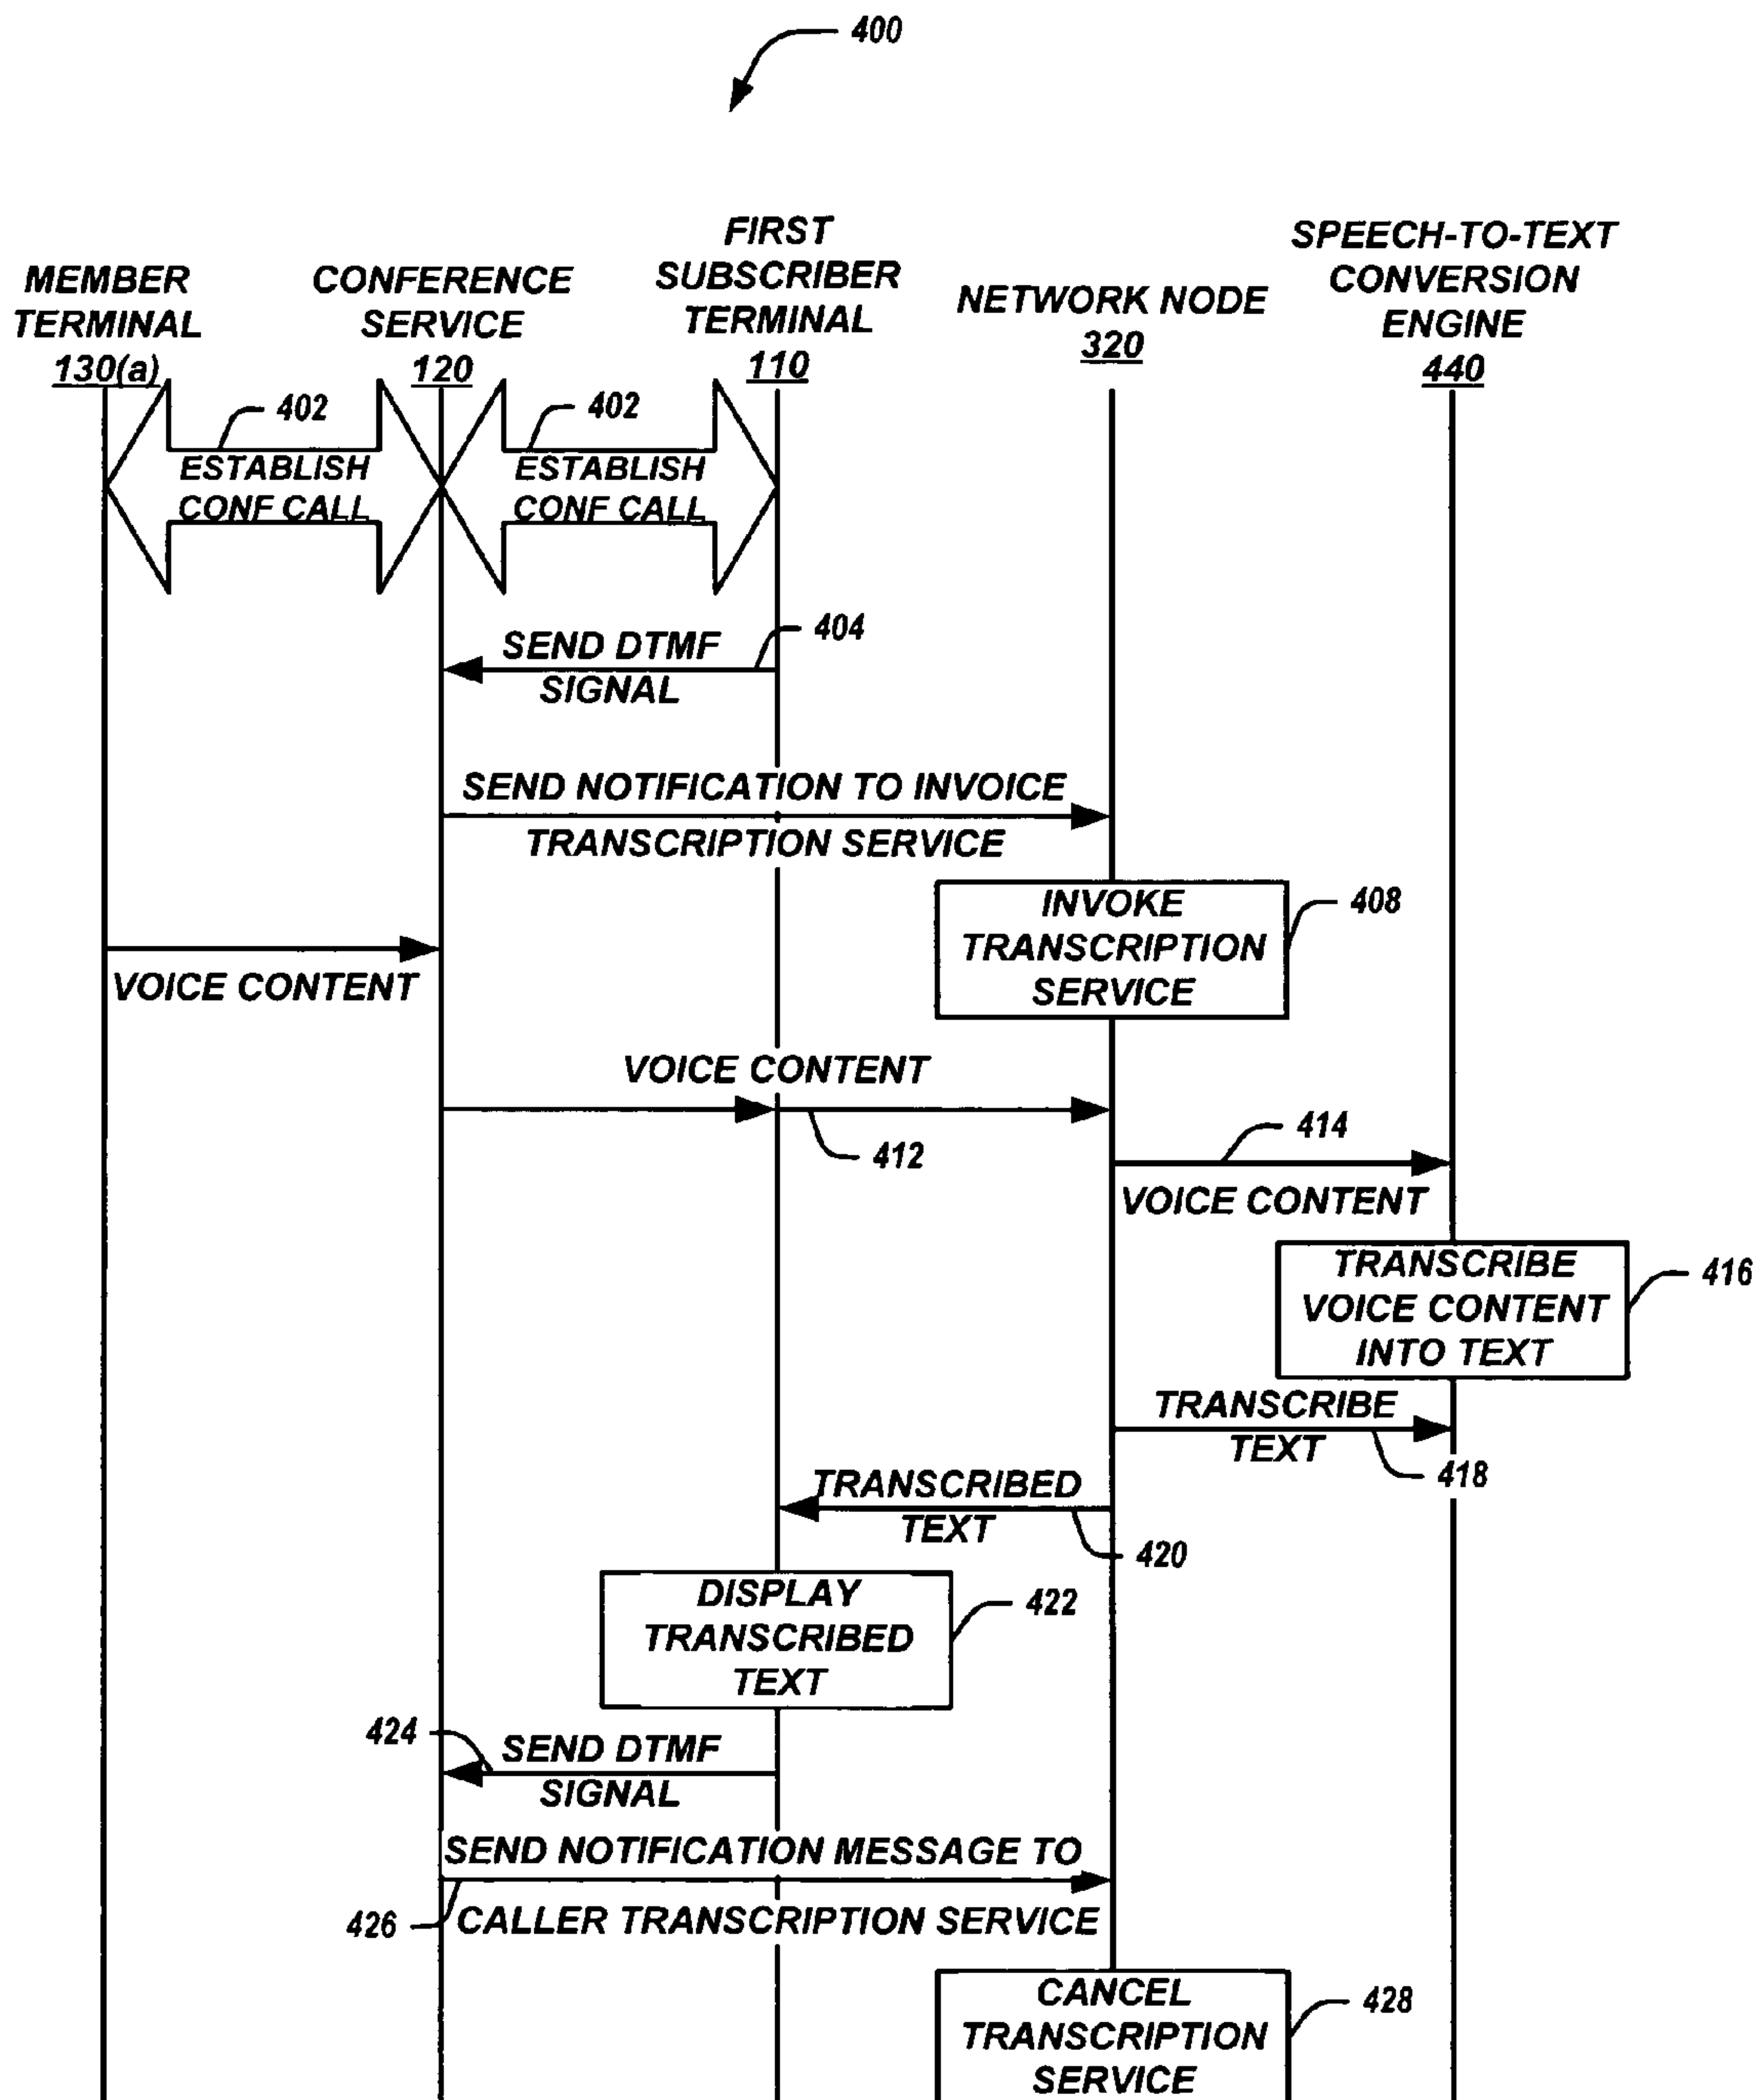 400
MEMBER
TERMINAL
130(a)
CONFERENCE
SERVICE
120
FIRST
SUBSCRIBER
TERMINAL
110
NETWORK NODE
320
SPEECH-TO-TEXT
CONVERSION
ENGINE
440
402
ESTABLISH
CONF CALL
402
ESTABLISH
CONF CALL
404
SEND DTMF
SIGNAL
SEND NOTIFICATION TO INVOICE
TRANSCRIPTION SERVICE
INVOKE
TRANSCRIPTION
SERVICE
408
VOICE CONTENT
VOICE CONTENT
412
414
VOICE CONTENT
TRANSCRIBE
VOICE CONTENT
INTO TEXT
416
TRANSCRIBE
TEXT
418
TRANSCRIBED
TEXT
420
DISPLAY
TRANSCRIBED
TEXT
422
424
SEND DTMF
SIGNAL
SEND NOTIFICATION MESSAGE TO
426
CALLER TRANSCRIPTION SERVICE
CANCEL
TRANSCRIPTION
SERVICE
428